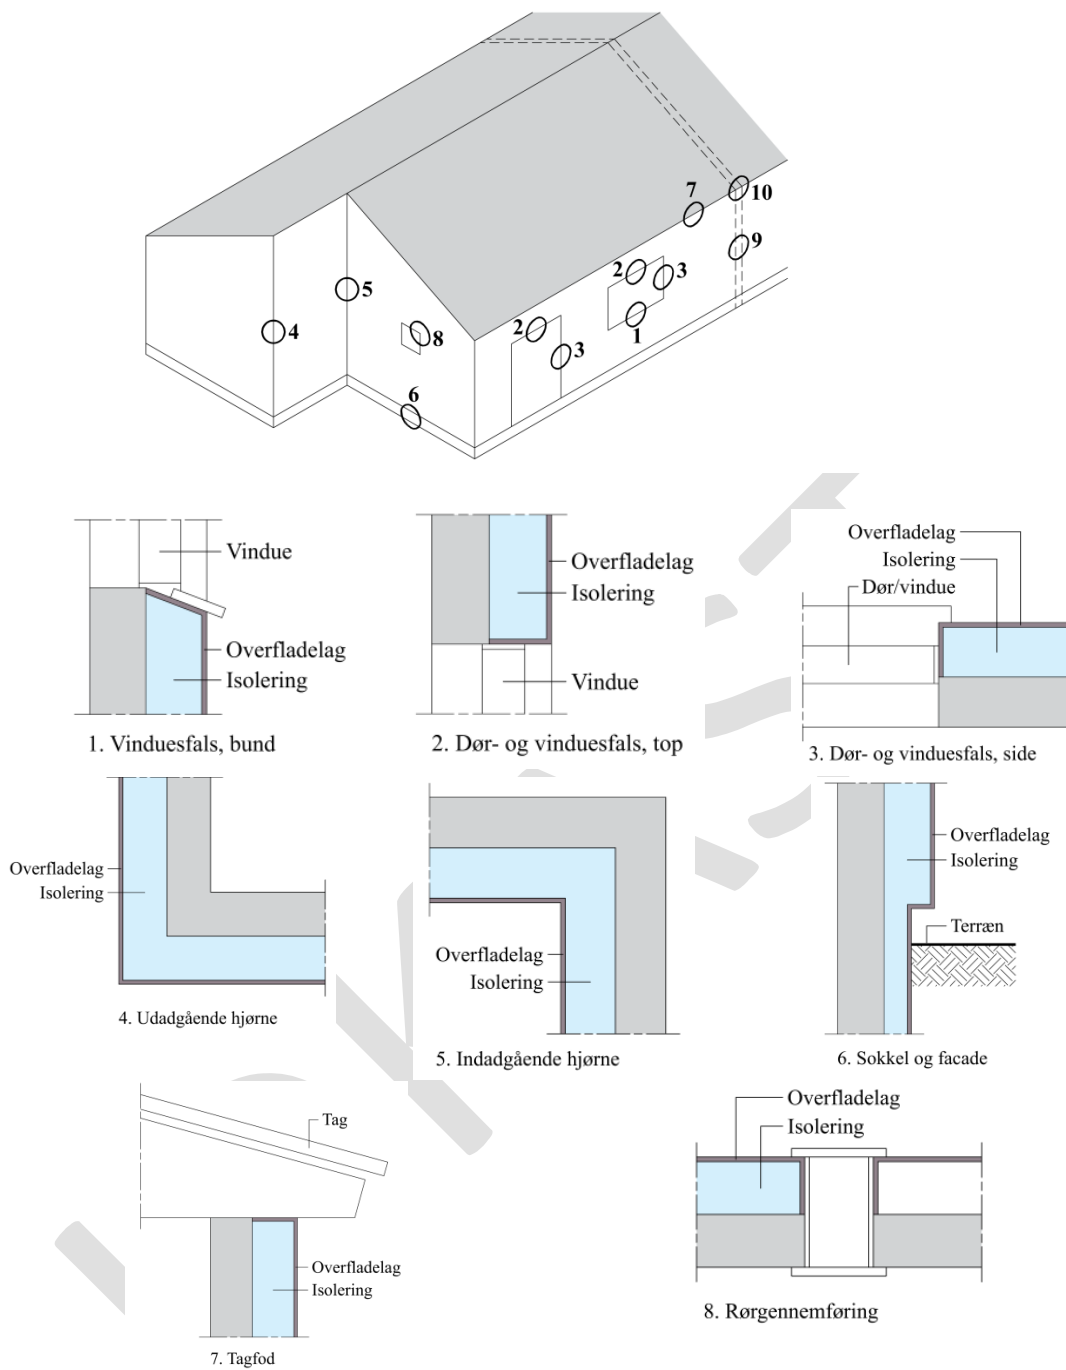 7
10
9
2
3
5
2
8
4
1
3
6
Vindue
Overfladelag
Isolering
1. Vinduesfals, bund
Overfladelag
Isolering
Vindue
2. Dør- og vinduesfals, top
Overfladelag
Isolering
Dør/vindue
3. Dør- og vinduesfals, side
Overfladelag
Isolering
4. Udadgående hjørne
Overfladelag
Isolering
5. Indadgående hjørne
Overfladelag
Isolering
Terræn
6. Sokkel og facade
Tag
Overfladelag
Isolering
7. Tagfod
Overfladelag
Isolering
8. Rørgennemføring